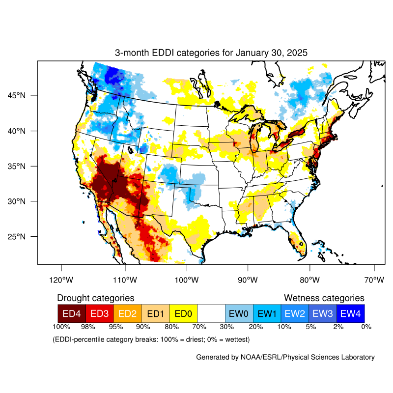 3-month EDDI categories for January 30, 2025
45°N
40°N
35°N
30°N
25°N
120°W 110°W 100°W 90°W 80°W 70°W
Drought categories Wetness categories
ED4 ED3 ED2 ED1 ED0 EW0 EW1 EW2 EW3 EW4
100% 98% 95% 90% 80% 70% 30% 20% 10% 5% 2% 0%
(EDDI-percentile category breaks: 100% = driest; 0% = wettest)
Generated by NOAA/ESRL/Physical Sciences Laboratory